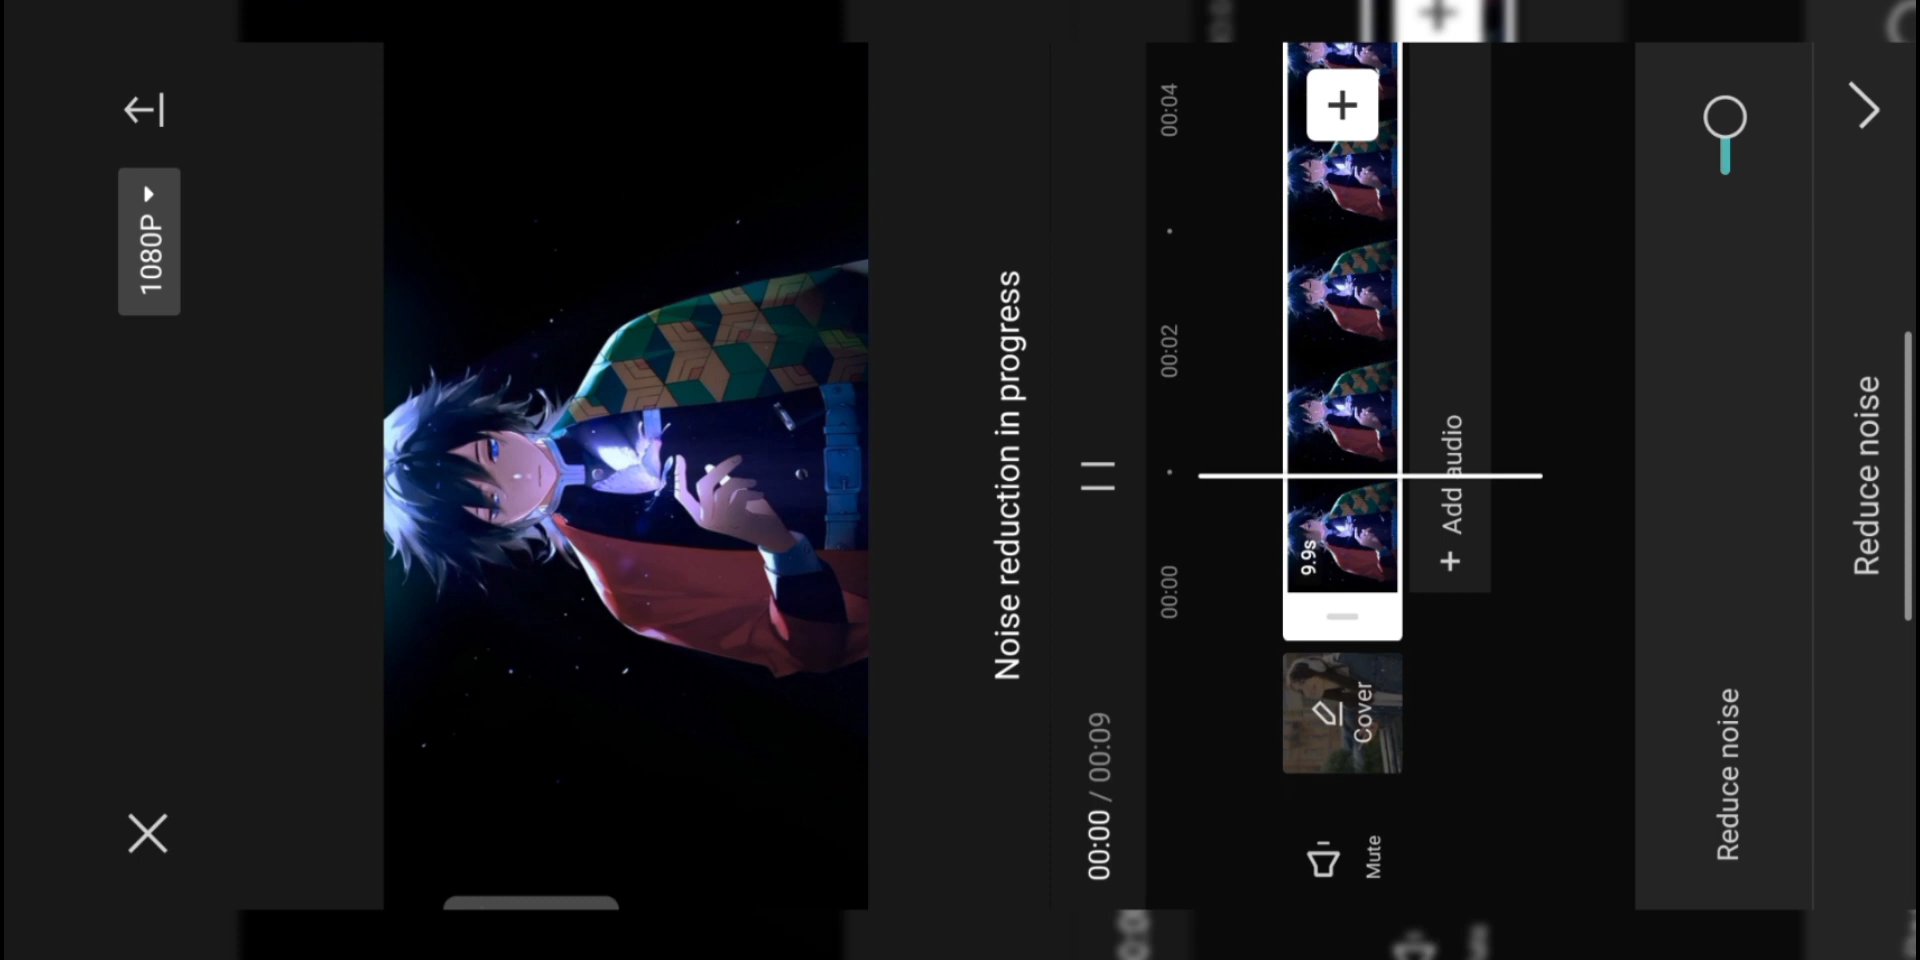 1080P
Noise reduction in progress
00:00 / 00:09
00:00
00:02
00:04
Mute
Cover
9.9s
+ Add audio
Reduce noise
Reduce noise